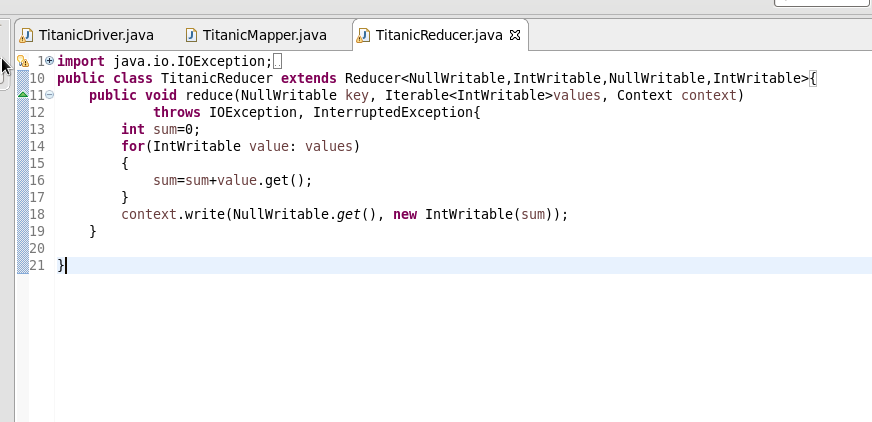 TitanicDriver.java TitanicMapper.java TitanicReducer.java
1 import java.io.IOException;
10 public class TitanicReducer extends Reducer<NullWritable,IntWritable,NullWritable,IntWritable>{
11 public void reduce(NullWritable key, Iterable<IntWritable>values, Context context)
12 throws IOException, InterruptedException{
13 int sum=0;
14 for(IntWritable value: values)
15 {
16 sum=sum+value.get();
17 }
18 context.write(NullWritable.get(), new IntWritable(sum));
19 }
20
21 }